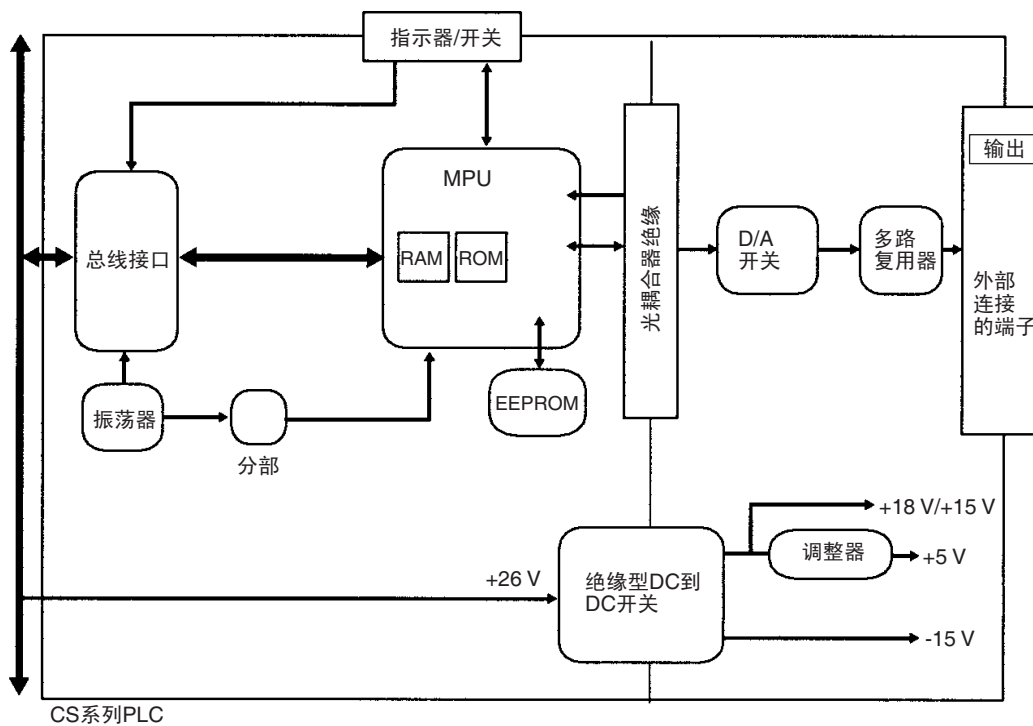 指示器/开关
MPU
RAM
ROM
总线接口
振荡器
分部
EEPROM
光耦合器绝缘
D/A
开关
多路
复用器
输出
外部
连接
的端子
+26 V
绝缘型DC到
DC开关
+18 V/+15 V
调整器
+5 V
-15 V
CS系列PLC